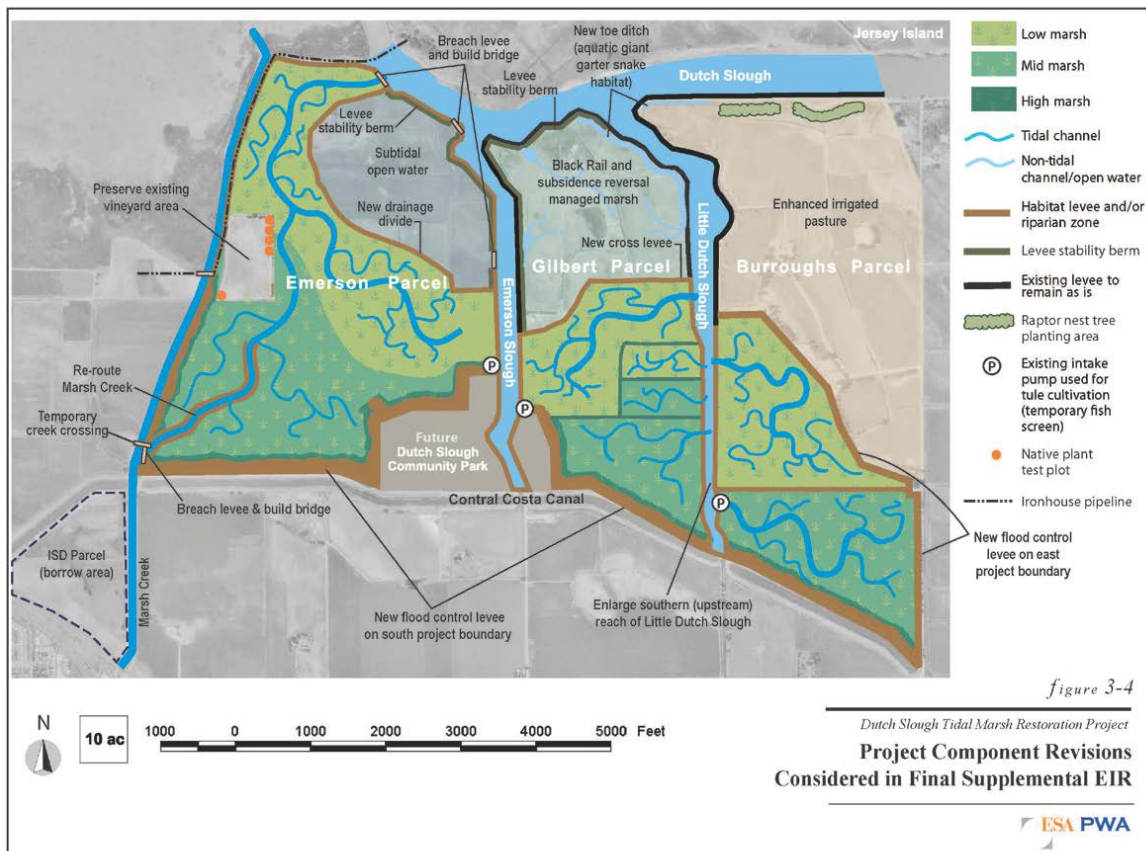 Jersey Island
Dutch Slough
New toe ditch
(aquatic giant
garter snake
habitat)
Breach levee
and build bridge
Levee
stability berm
Levee
stability berm
Subtidal
open water
Black Rail and
subsidence reversal
managed marsh
Preserve existing
vineyard area
New drainage
divide
Enhanced irrigated
pasture
New cross levee
Emerson Parcel
Gilbert Parcel
Burroughs Parcel
Emerson Slough
Little Dutch Slough
P
P
P
Re-route
Marsh Creek
Temporary
creek crossing
Future
Dutch Slough
Community Park
Contral Costa Canal
Breach levee & build bridge
ISD Parcel
(borrow area)
Marsh Creek
New flood control levee
on south project boundary
Enlarge southern (upstream)
reach of Little Dutch Slough
New flood control
levee on east
project boundary
Low marsh
Mid marsh
High marsh
Tidal channel
Non-tidal
channel/open water
Habitat levee and/or
riparian zone
Levee stability berm
Existing levee to
remain as is
Raptor nest tree
planting area
P
Existing intake
pump used for
tule cultivation
(temporary fish
screen)
Native plant
test plot
Ironhouse pipeline
N
10 ac
1000 0 1000 2000 3000 4000 5000 Feet
figure 3-4
Dutch Slough Tidal Marsh Restoration Project
Project Component Revisions
Considered in Final Supplemental EIR
ESA PWA